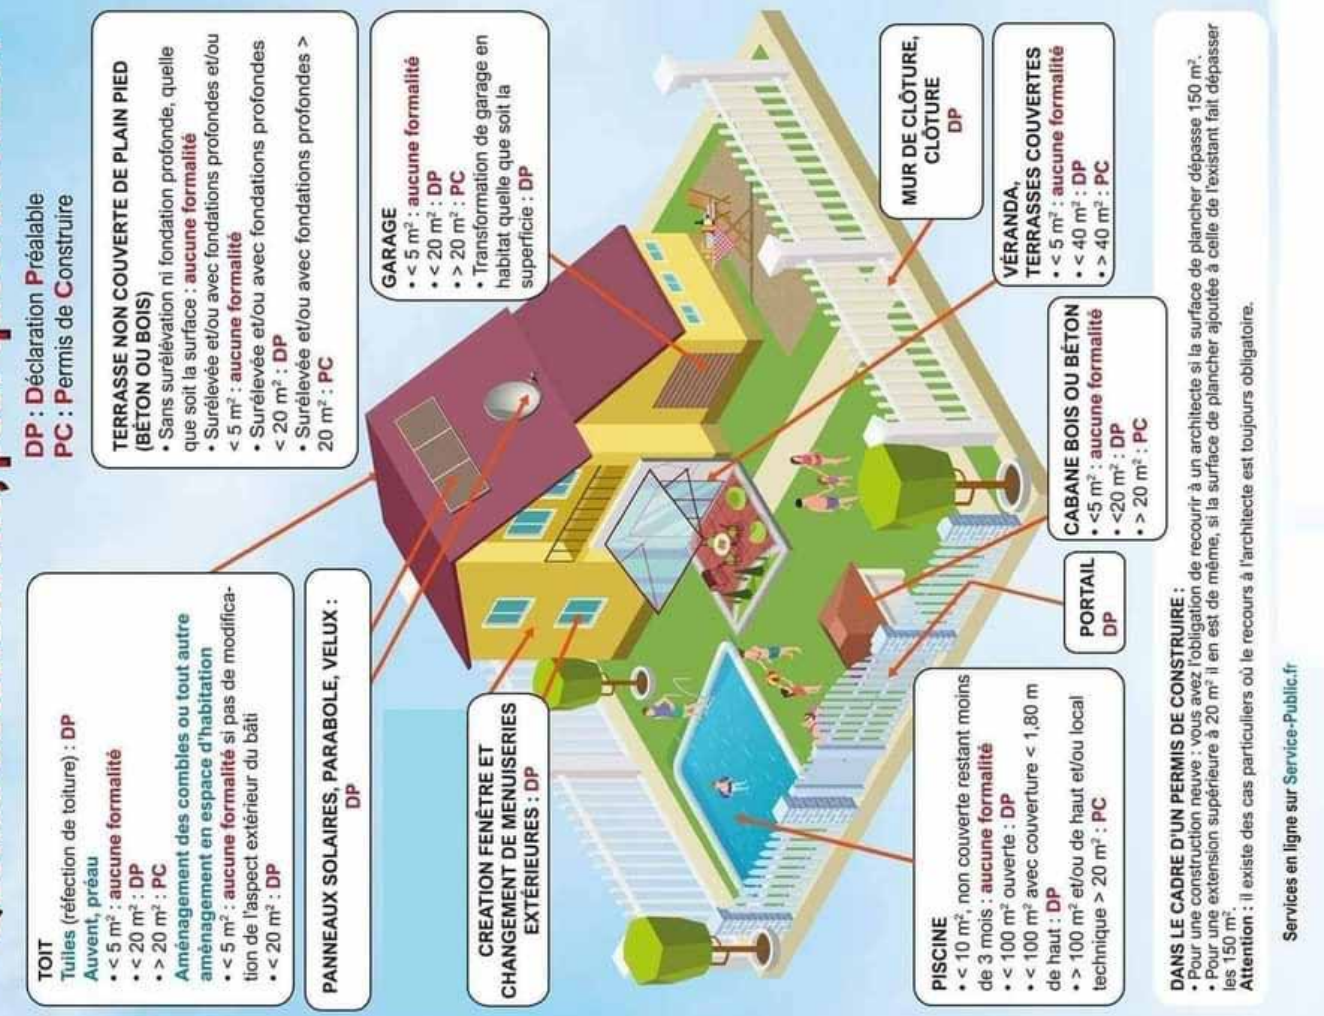 DP : Déclaration Préalable
PC : Permis de Construire
TOIT
Tuiles (réfection de toiture) : DP
Auvent, préau
• < 5 m² : aucune formalité
• < 20 m² : DP
• > 20 m² : PC
Aménagement des combles ou tout autre
aménagement en espace d'habitation
• < 5 m² : aucune formalité si pas de modifica-
tion de l'aspect extérieur du bâti
• < 20 m² : DP
TERRASSE NON COUVERTE DE PLAIN PIED
(BÉTON OU BOIS)
• Sans surélévation ni fondation profonde, quelle
que soit la surface : aucune formalité
• Surélevée et/ou avec fondations profondes et/ou
< 5 m² : aucune formalité
• Surélevée et/ou avec fondations profondes
< 20 m² : DP
• Surélevée et/ou avec fondations profondes >
20 m² : PC
PANNEAUX SOLAIRES, PARABOLE, VELUX :
DP
GARAGE
• < 5 m² : aucune formalité
• < 20 m² : DP
• > 20 m² : PC
• Transformation de garage en
habitat quelle que soit la
superficie : DP
CREATION FENÊTRE ET
CHANGEMENT DE MENUISERIES
EXTÉRIEURES : DP
MUR DE CLÔTURE,
CLÔTURE
DP
VÉRANDA,
TERRASSES COUVERTES
• < 5 m² : aucune formalité
• < 40 m² : DP
• > 40 m² : PC
CABANE BOIS OU BÉTON
• <5 m² : aucune formalité
• <20 m² : DP
• > 20 m² : PC
PORTAIL
DP
PISCINE
• < 10 m², non couverte restant moins
de 3 mois : aucune formalité
• < 100 m² ouverte : DP
• < 100 m² avec couverture < 1,80 m
de haut : DP
• > 100 m² et/ou de haut et/ou local
technique > 20 m² : PC
DANS LE CADRE D'UN PERMIS DE CONSTRUIRE :
• Pour une construction neuve : vous avez l'obligation de recourir à un architecte si la surface de plancher dépasse 150 m².
• Pour une extension supérieure à 20 m² il en est de même, si la surface de plancher ajoutée à celle de l'existant fait dépasser
les 150 m².
Attention : il existe des cas particuliers où le recours à l'architecte est toujours obligatoire.
Services en ligne sur Service-Public.fr